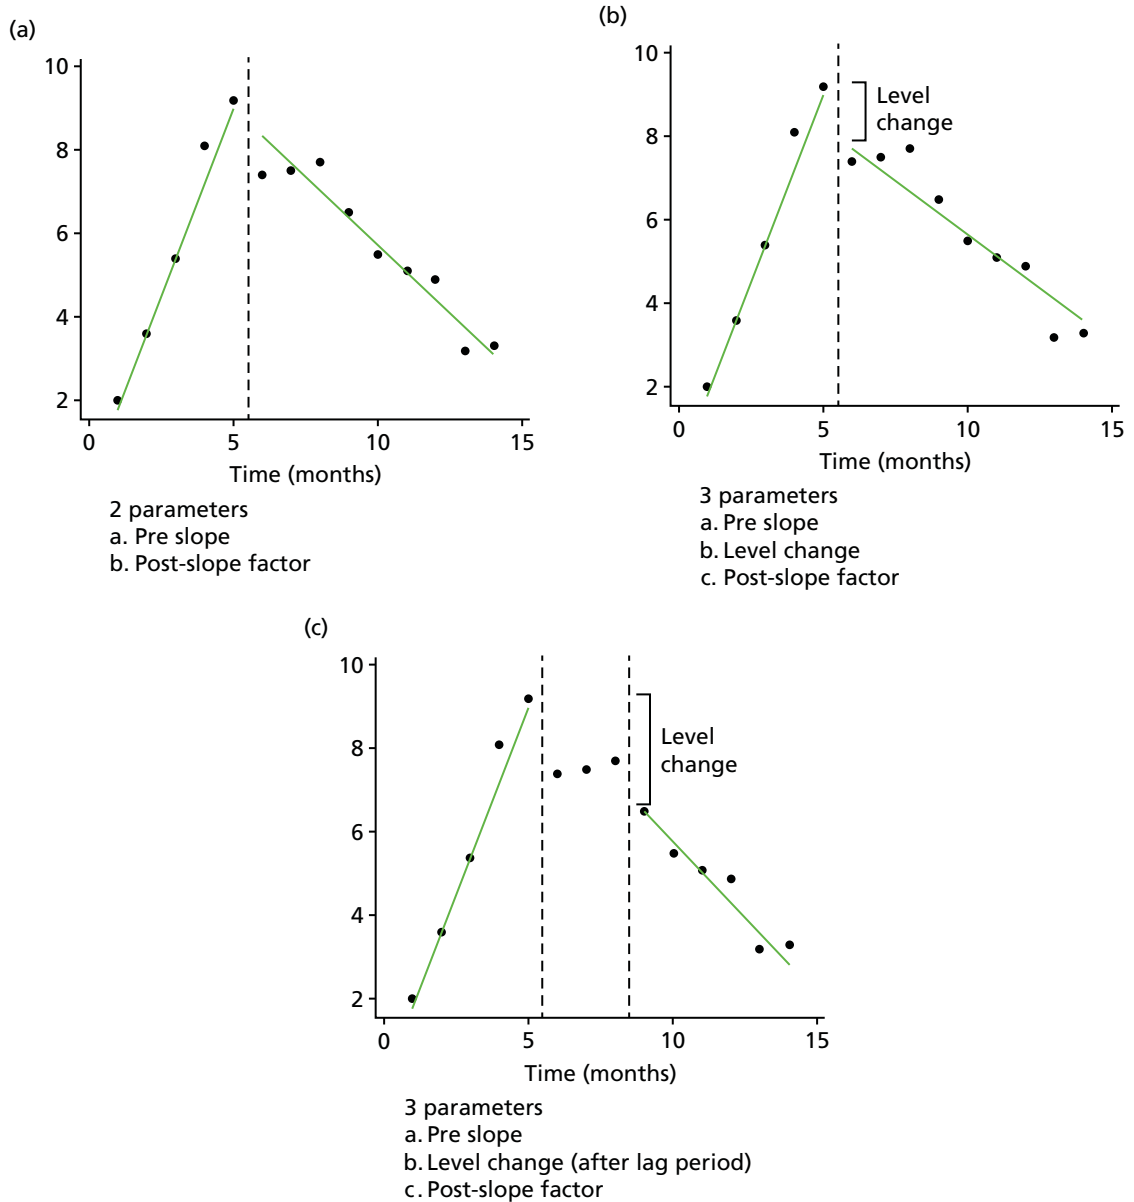 (a)
10
8
6
4
2
0 5 10 15
Time (months)
2 parameters
a. Pre slope
b. Post-slope factor
(b)
10
8
6
4
2
0 5 10 15
Level
change
Time (months)
3 parameters
a. Pre slope
b. Level change
c. Post-slope factor
(c)
10
8
6
4
2
0 5 10 15
Level
change
Time (months)
3 parameters
a. Pre slope
b. Level change (after lag period)
c. Post-slope factor